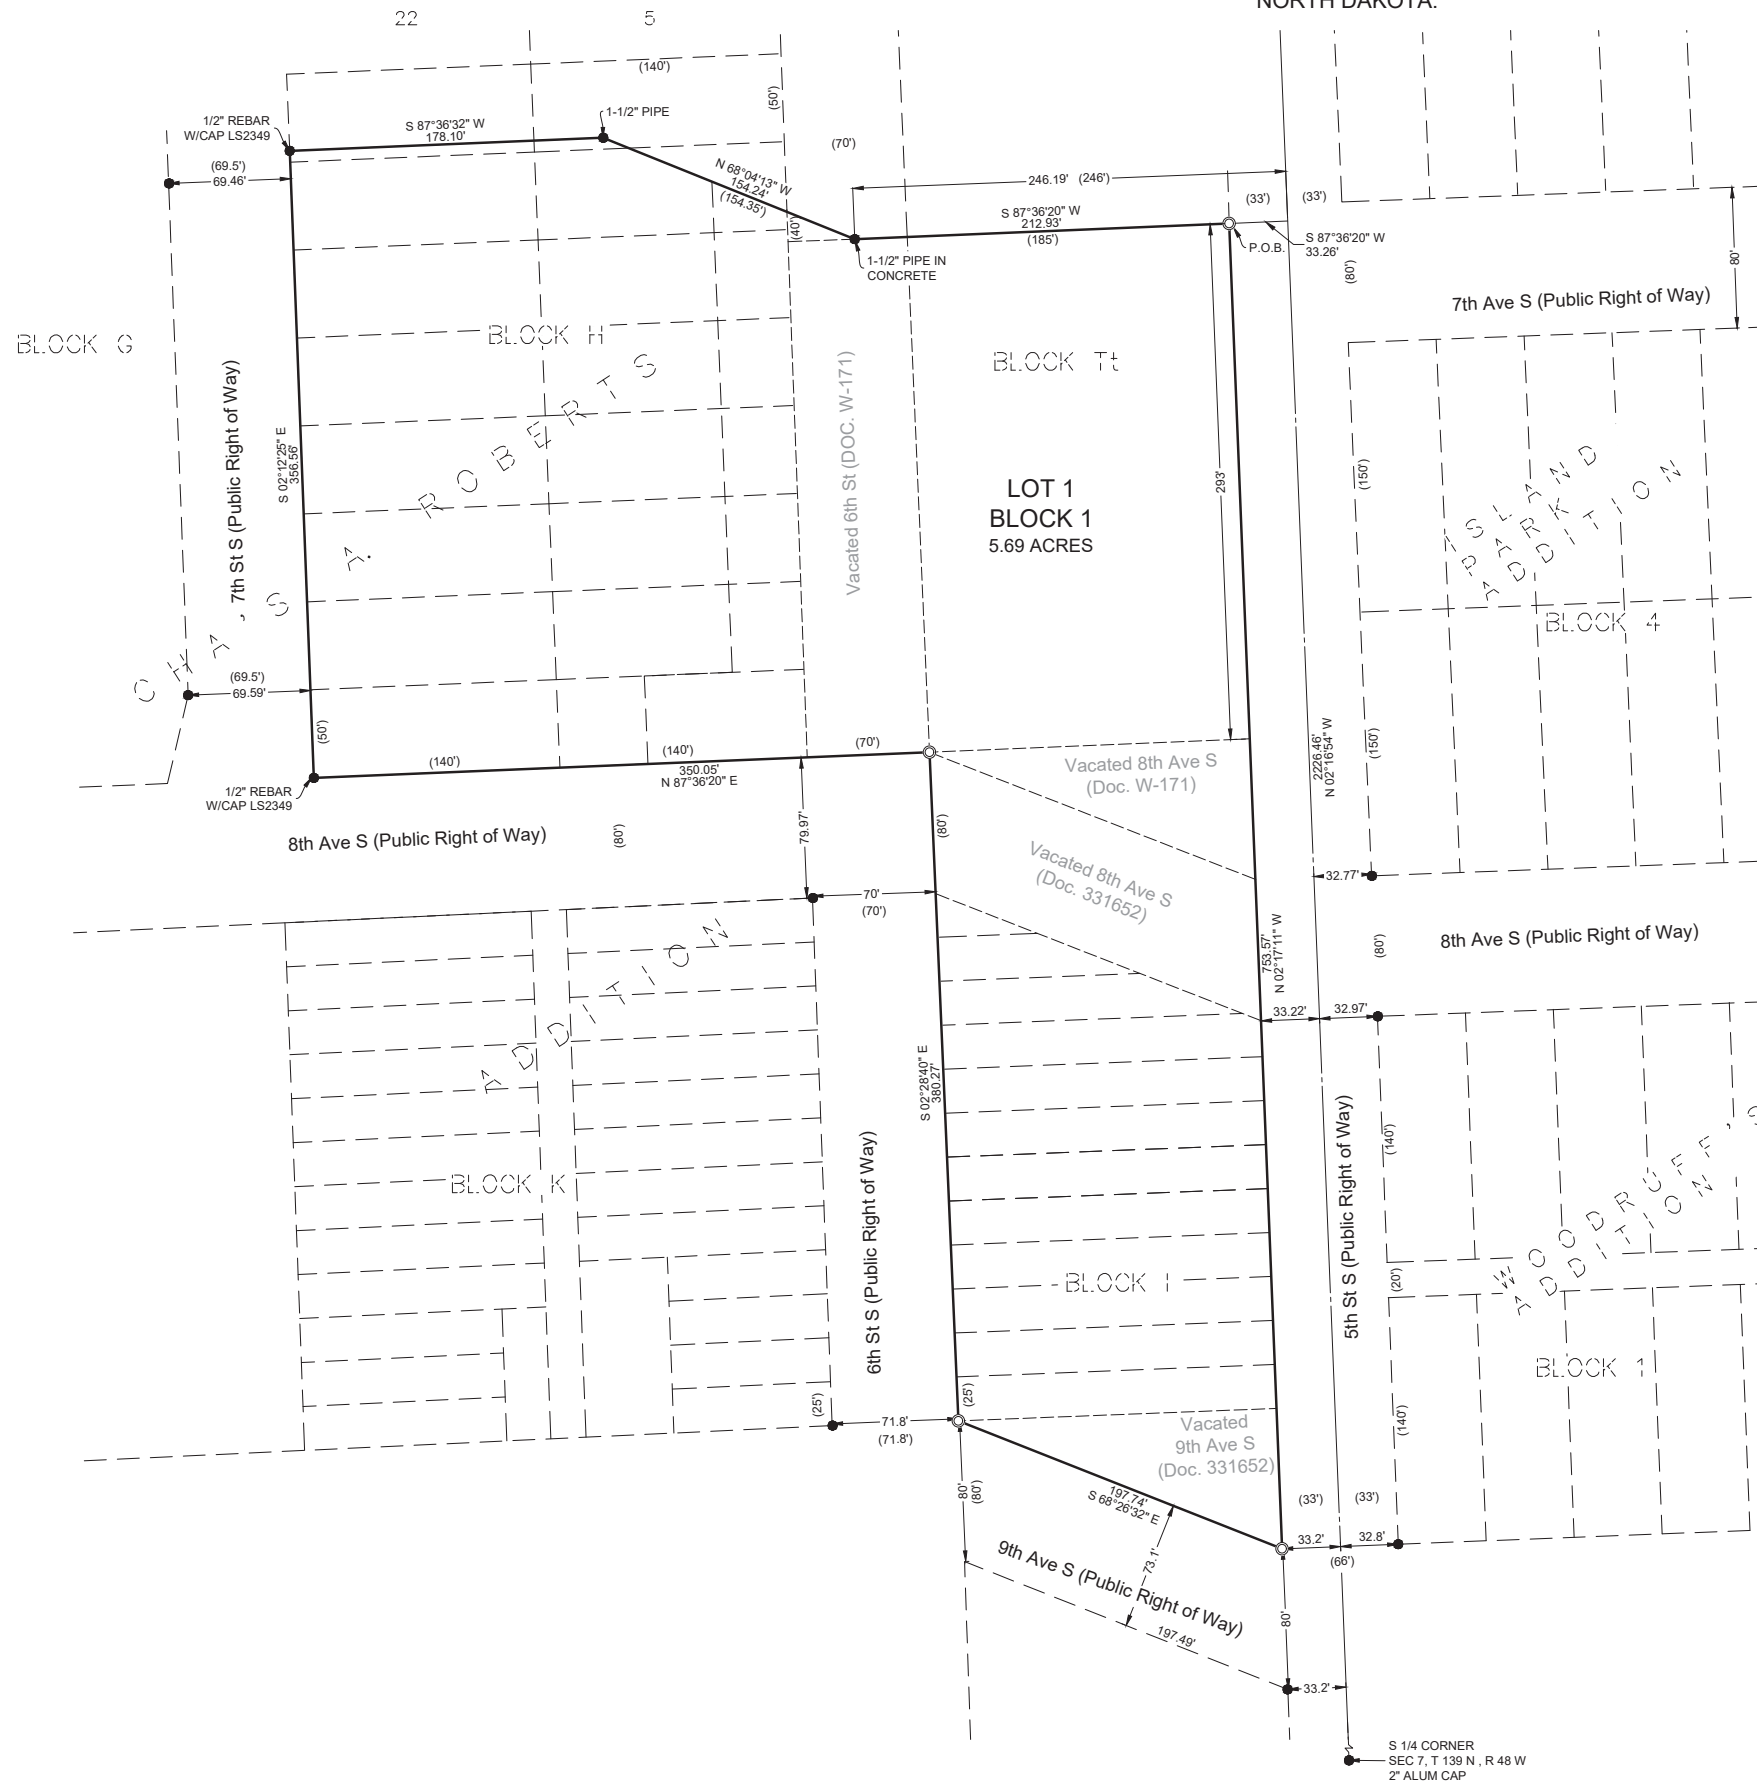 NORTH DAKOTA.
22
5
(140')
(50')
1/2" REBAR
W/CAP LS2349
S 87°36'32" W
178.10'
1-1/2" PIPE
(69.5')
69.46'
N 68°04'13" W
154.24'
(154.35')
(40')
(70')
246.19' (246')
(33')
(33')
S 87°36'20" W
212.93'
(185')
P.O.B.
S 87°36'20" W
33.26'
1-1/2" PIPE IN
CONCRETE
(80')
80'
7th Ave S (Public Right of Way)
BLOCK G
BLOCK H
BLOCK Tt
7th St S (Public Right of Way)
S 02°12'25" E
356.56'
CHA'S A. ROBERTS
Vacated 6th St (DOC. W-171)
293'
LOT 1
BLOCK 1
5.69 ACRES
(150')
ISLAND
PARK
ADDITION
BLOCK 4
(69.5')
69.59'
(50')
(140')
(140')
(70')
350.05'
N 87°36'20" E
1/2" REBAR
W/CAP LS2349
Vacated 8th Ave S
(Doc. W-171)
2226.46'
N 02°16'54" W
(150')
8th Ave S (Public Right of Way)
(80')
79.97'
(80')
Vacated 8th Ave S
(Doc. 331652)
32.77'
70'
(70')
753.57'
N 02°17'11" W
(80')
8th Ave S (Public Right of Way)
33.22'
32.97'
ADDITION
S 02°28'40" E
380.27'
BLOCK K
6th St S (Public Right of Way)
BLOCK I
5th St S (Public Right of Way)
(140')
(20')
WOODRUFF'S
ADDITION
BLOCK 1
(140')
(25')
71.8'
(71.8')
(25')
Vacated
9th Ave S
(Doc. 331652)
80'
(80')
197.74'
S 68°26'32" E
(33')
(33')
33.2'
32.8'
(66')
73.1'
9th Ave S (Public Right of Way)
197.49'
80'
33.2'
S 1/4 CORNER
SEC 7, T 139 N , R 48 W
2" ALUM CAP